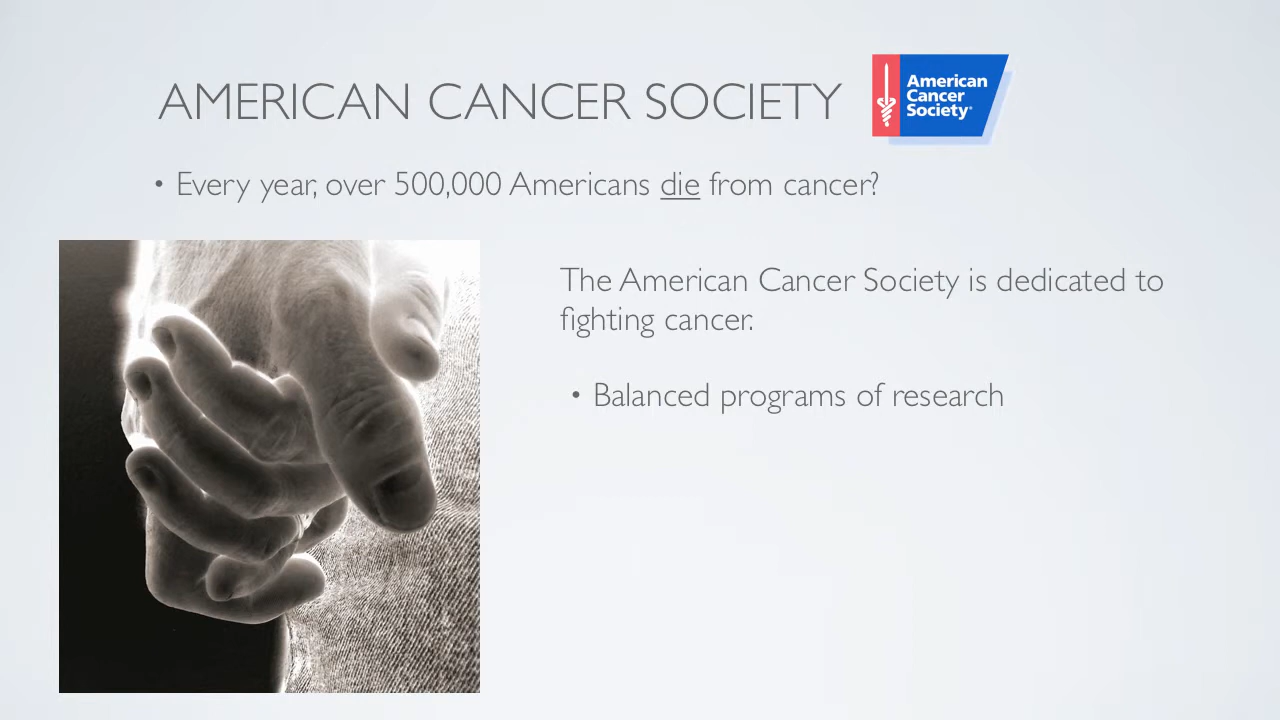 AMERICAN CANCER SOCIETY
American
Cancer
Society®
• Every year, over 500,000 Americans die from cancer?
The American Cancer Society is dedicated to
fighting cancer.
• Balanced programs of research